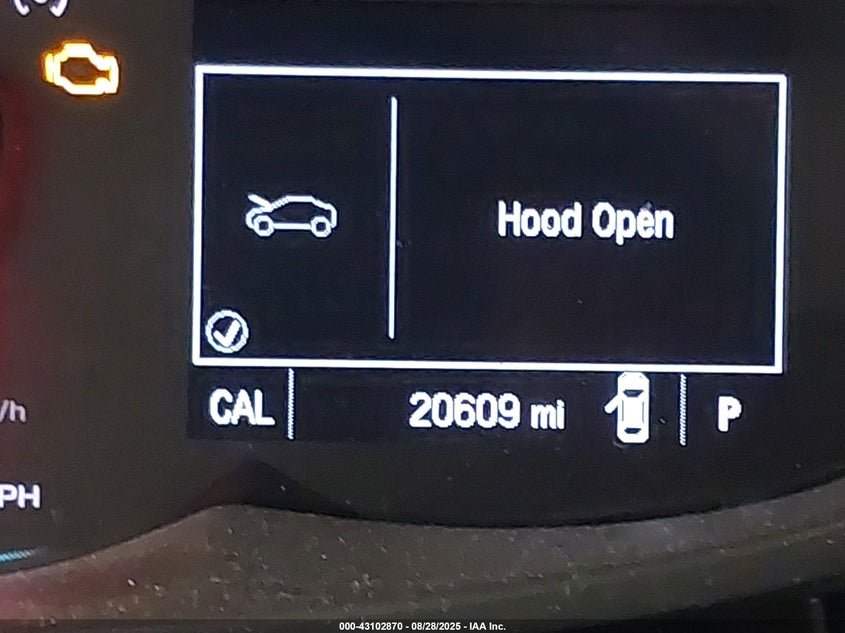 Hood Open
CAL 20609 mi P
/h
PH
000-43102870 - 08/28/2025 - IAA Inc.